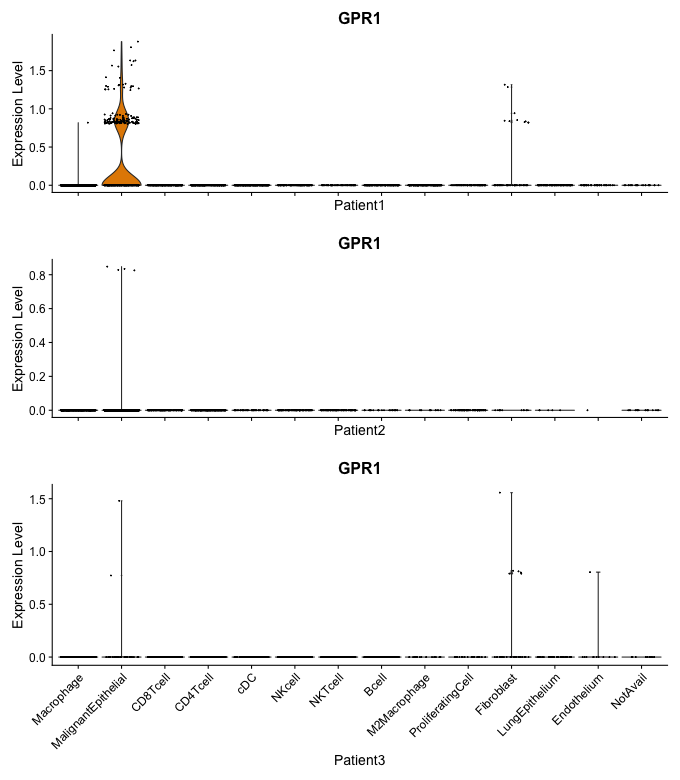 GPR1
Expression Level
1.5
1.0
0.5
0.0
Patient1
GPR1
Expression Level
0.8
0.6
0.4
0.2
0.0
Patient2
GPR1
Expression Level
1.5
1.0
0.5
0.0
Macrophage
MalignantEpithelial
CD8Tcell
CD4Tcell
cDC
NKcell
NKTcell
Bcell
M2Macrophage
ProliferatingCell
Fibroblast
LungEpithelium
Endothelium
NotAvail
Patient3